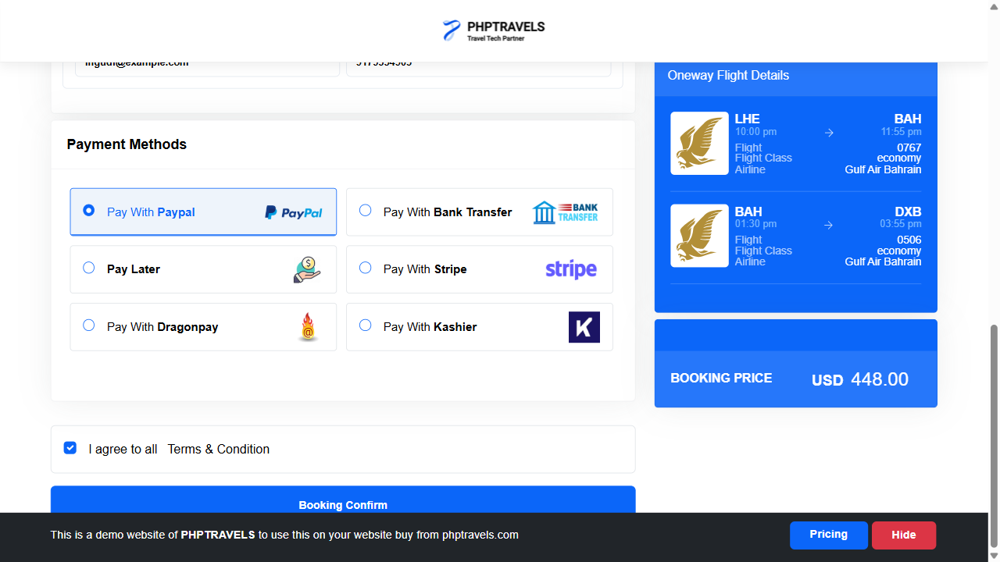 PHPTRAVELS
Travel Tech Partner
ingudi@example.com
Oneway Flight Details
LHE BAH
10:00 pm 11:55 pm
Flight 0767
Flight Class economy
Airline Gulf Air Bahrain
BAH DXB
01:30 pm 03:55 pm
Flight 0506
Flight Class economy
Airline Gulf Air Bahrain
BOOKING PRICE USD 448.00
Payment Methods
Pay With Paypal PayPal
Pay With Bank Transfer BANK TRANSFER
Pay Later
Pay With Stripe stripe
Pay With Dragonpay @
Pay With Kashier K
I agree to all Terms & Condition
Booking Confirm
This is a demo website of PHPTRAVELS to use this on your website buy from phptravels.com
Pricing
Hide